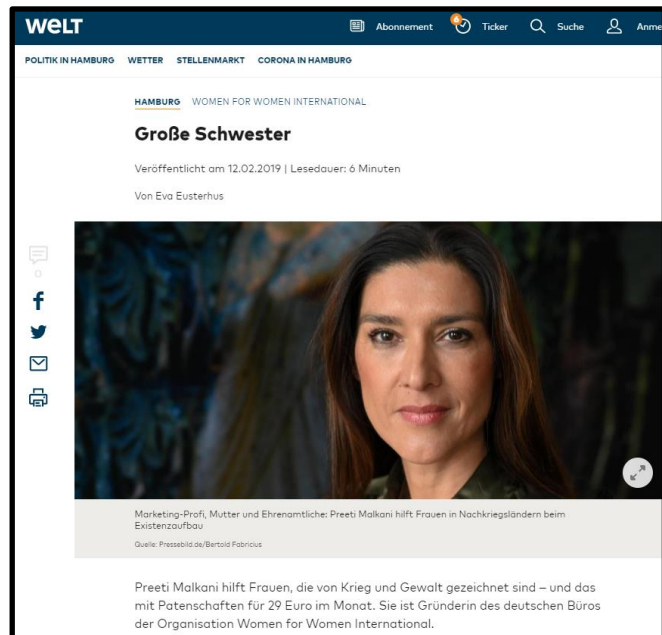 WELT
Abonnement 6 Ticker Suche Anme
POLITIK IN HAMBURG WETTER STELLENMARKT CORONA IN HAMBURG
HAMBURG WOMEN FOR WOMEN INTERNATIONAL
Große Schwester
Veröffentlicht am 12.02.2019 | Lesedauer: 6 Minuten
Von Eva Eusterhus
0
Marketing-Profi, Mutter und Ehrenamtliche: Preeti Malkani hilft Frauen in Nachkriegsländern beim
Existenzaufbau
Quelle: Pressebild.de/Bertold Fabricius
Preeti Malkani hilft Frauen, die von Krieg und Gewalt gezeichnet sind – und das
mit Patenschaften für 29 Euro im Monat. Sie ist Gründerin des deutschen Büros
der Organisation Women for Women International.